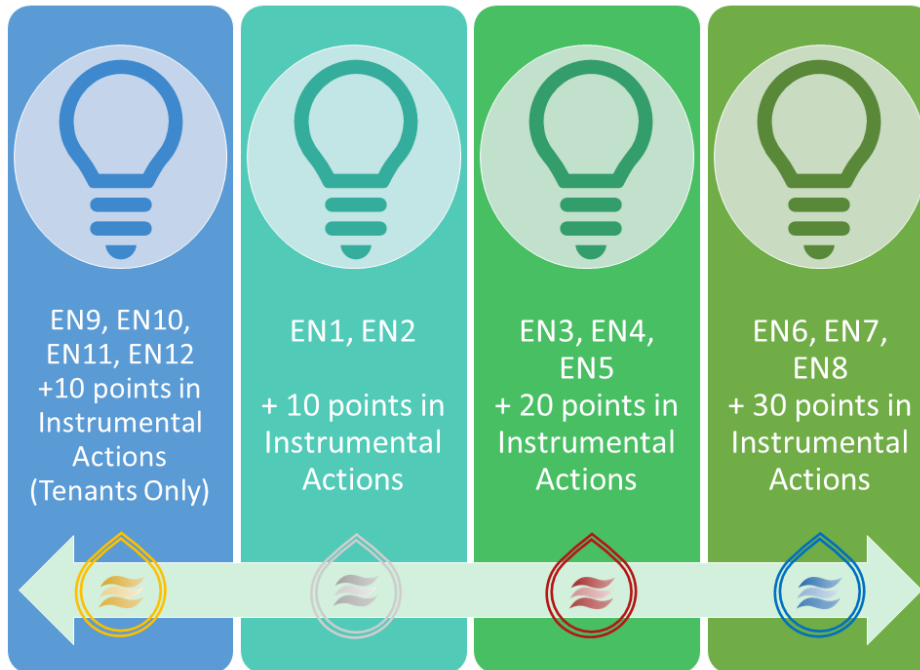 EN9, EN10,
EN11, EN12
+10 points in
Instrumental
Actions
(Tenants Only)
EN1, EN2
+ 10 points in
Instrumental
Actions
EN3, EN4,
EN5
+ 20 points in
Instrumental
Actions
EN6, EN7,
EN8
+ 30 points in
Instrumental
Actions